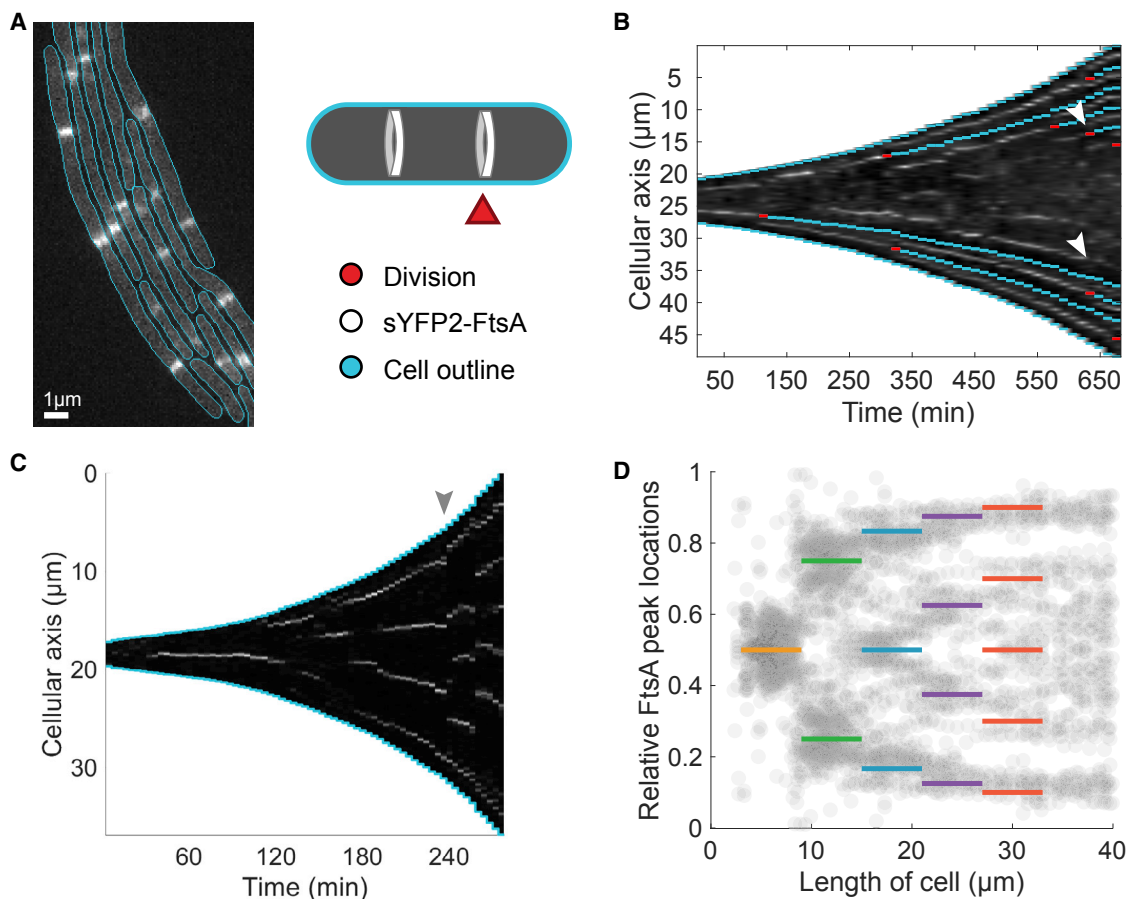 A
1µm
Division
sYFP2-FtsA
Cell outline
B
Cellular axis (µm)
5
10
15
20
25
30
35
40
45
50 150 250 350 450 550 650
Time (min)
C
Cellular axis (µm)
0
10
20
30
60 120 180 240
Time (min)
D
Relative FtsA peak locations
1
0.8
0.6
0.4
0.2
0
0 10 20 30 40
Length of cell (µm)